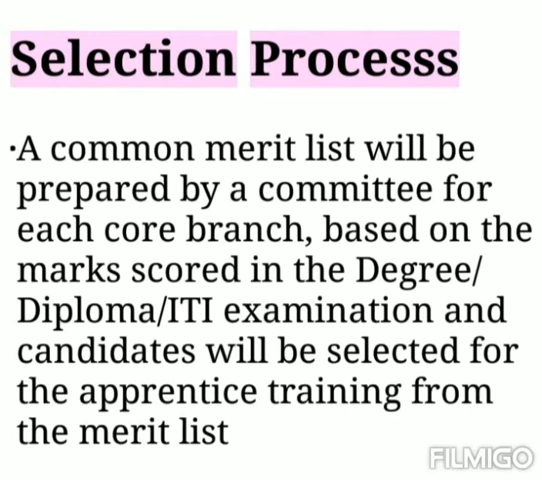 Selection Processs
·A common merit list will be
prepared by a committee for
each core branch, based on the
marks scored in the Degree/
Diploma/ITI examination and
candidates will be selected for
the apprentice training from
the merit list
FILMIGO